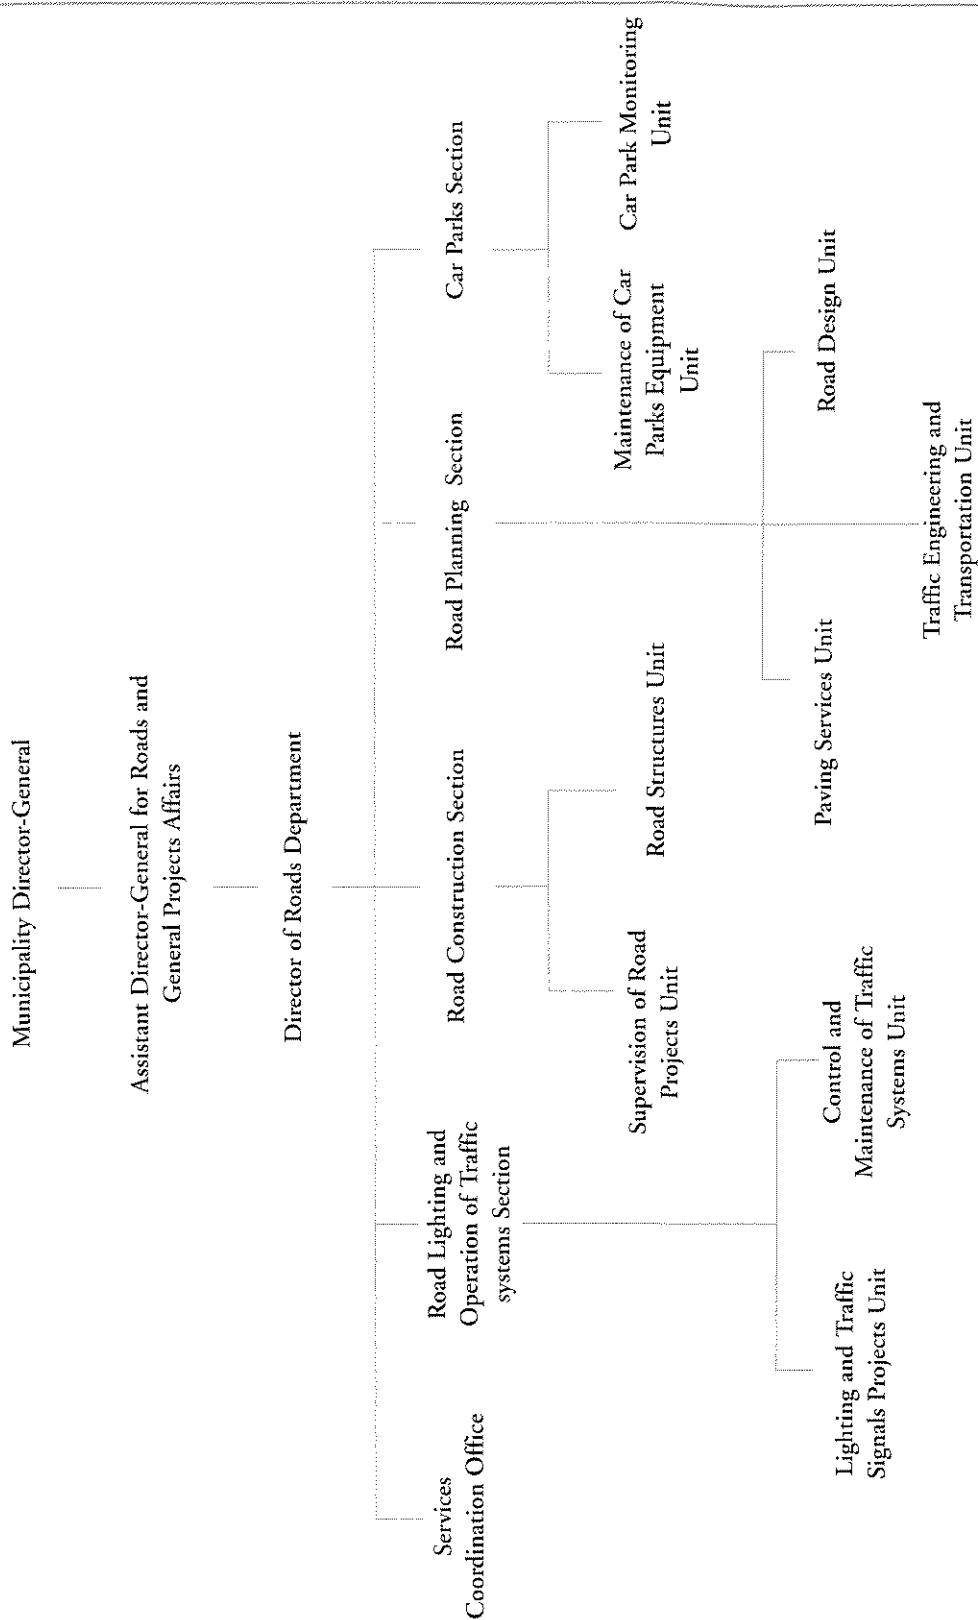 Municipality Director-General
Assistant Director-General for Roads and
General Projects Affairs
Director of Roads Department
Services
Coordination Office
Road Lighting and
Operation of Traffic
systems Section
Road Construction Section
Road Planning Section
Car Parks Section
Supervision of Road
Projects Unit
Road Structures Unit
Maintenance of Car
Parks Equipment
Unit
Car Park Monitoring
Unit
Lighting and Traffic
Signals Projects Unit
Control and
Maintenance of Traffic
Systems Unit
Paving Services Unit
Road Design Unit
Traffic Engineering and
Transportation Unit